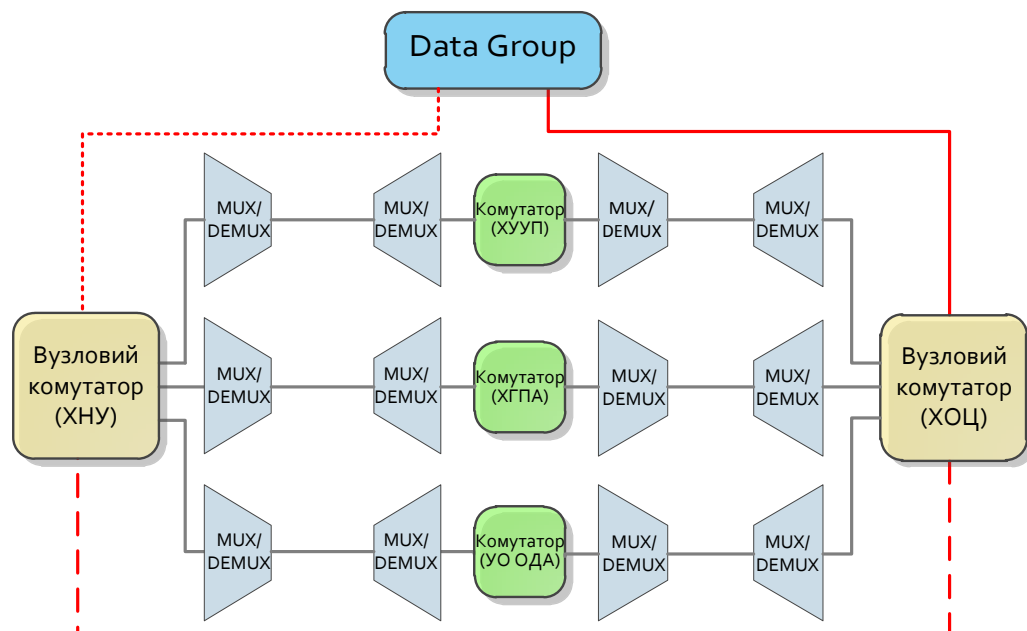 Data Group
MUX/
DEMUX
MUX/
DEMUX
Комутатор
(ХУУП)
MUX/
DEMUX
MUX/
DEMUX
Вузловий
комутатор
(ХНУ)
MUX/
DEMUX
MUX/
DEMUX
Комутатор
(ХГПА)
MUX/
DEMUX
MUX/
DEMUX
Вузловий
комутатор
(ХОЦ)
MUX/
DEMUX
MUX/
DEMUX
Комутатор
(УО ОДА)
MUX/
DEMUX
MUX/
DEMUX